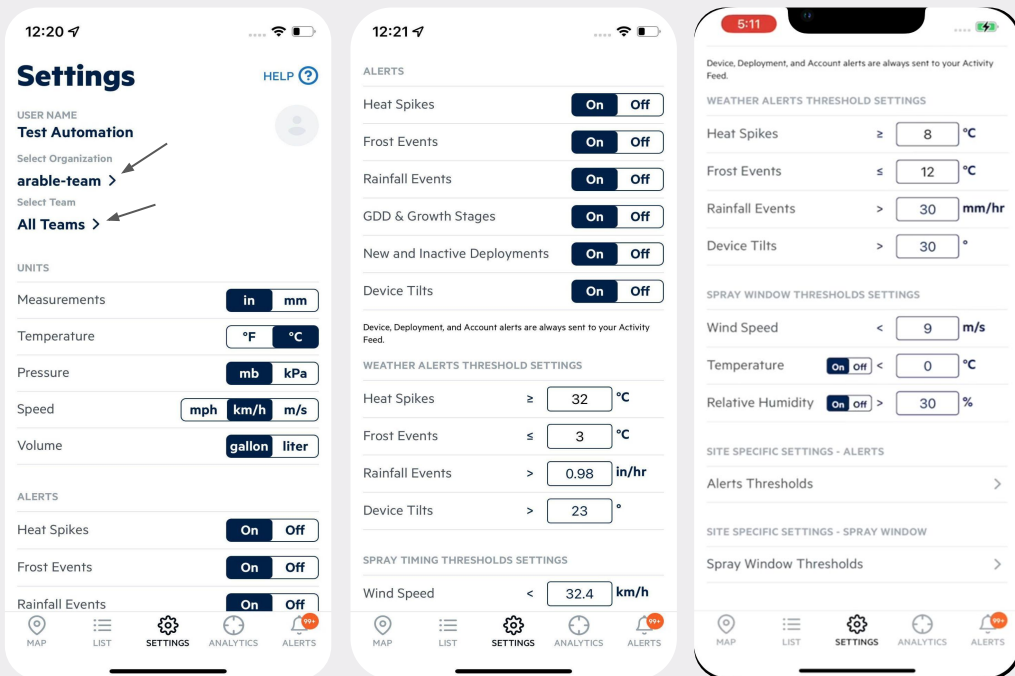 12:20
Settings
HELP ?
USER NAME
Test Automation
Select Organization
arable-team >
Select Team
All Teams >
UNITS
Measurements in mm
Temperature °F °C
Pressure mb kPa
Speed mph km/h m/s
Volume gallon liter
ALERTS
Heat Spikes On Off
Frost Events On Off
Rainfall Events On Off
99+
MAP LIST SETTINGS ANALYTICS ALERTS
12:21
ALERTS
Heat Spikes On Off
Frost Events On Off
Rainfall Events On Off
GDD & Growth Stages On Off
New and Inactive Deployments On Off
Device Tilts On Off
Device, Deployment, and Account alerts are always sent to your Activity
Feed.
WEATHER ALERTS THRESHOLD SETTINGS
Heat Spikes ≥ 32 °C
Frost Events ≤ 3 °C
Rainfall Events > 0.98 in/hr
Device Tilts > 23 °
SPRAY TIMING THRESHOLDS SETTINGS
Wind Speed < 32.4 km/h
99+
MAP LIST SETTINGS ANALYTICS ALERTS
5:11
Device, Deployment, and Account alerts are always sent to your Activity
Feed.
WEATHER ALERTS THRESHOLD SETTINGS
Heat Spikes ≥ 8 °C
Frost Events ≤ 12 °C
Rainfall Events > 30 mm/hr
Device Tilts > 30 °
SPRAY WINDOW THRESHOLDS SETTINGS
Wind Speed < 9 m/s
Temperature On Off < 0 °C
Relative Humidity On Off > 30 %
SITE SPECIFIC SETTINGS - ALERTS
Alerts Thresholds >
SITE SPECIFIC SETTINGS - SPRAY WINDOW
Spray Window Thresholds >
99+
MAP LIST SETTINGS ANALYTICS ALERTS